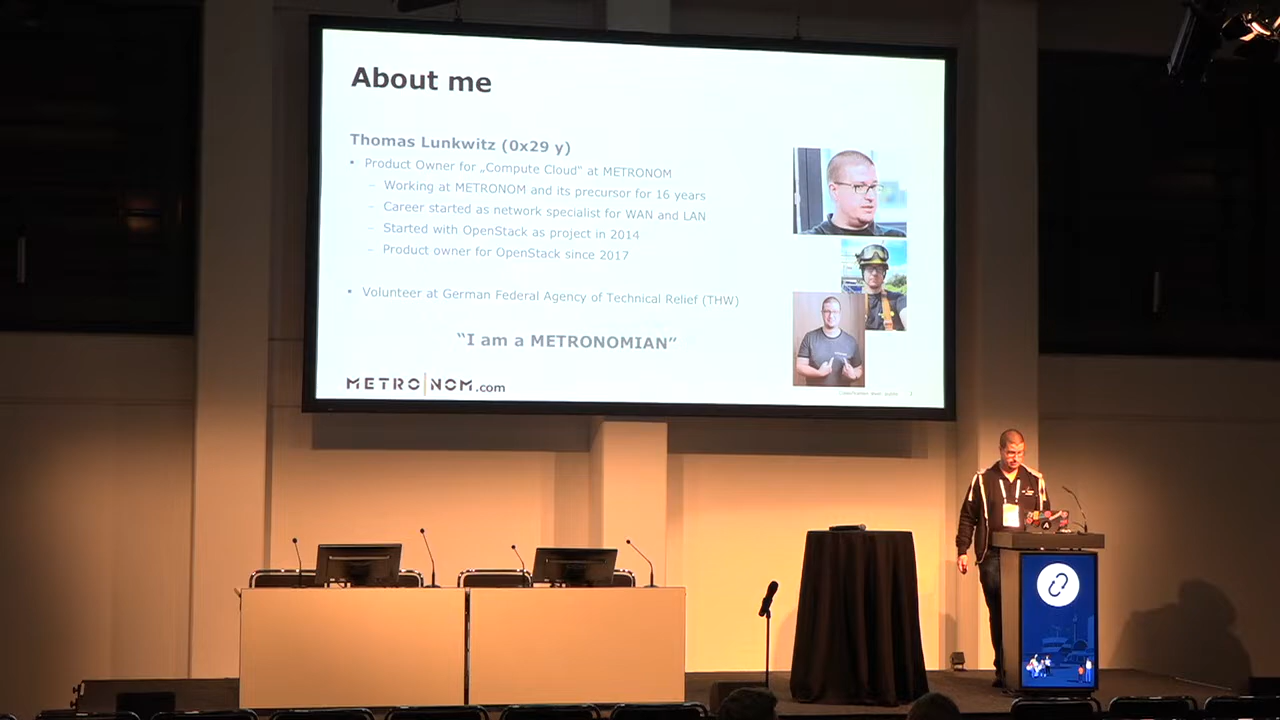 About me
Thomas Lunkwitz (0x29 y)
• Product Owner for „Compute Cloud“ at METRONOM
– Working at METRONOM and its precursor for 16 years
– Career started as network specialist for WAN and LAN
– Started with OpenStack as project in 2014
– Product owner for OpenStack since 2017
• Volunteer at German Federal Agency of Technical Relief (THW)
“I am a METRONOMIAN”
METRO|NOM.com